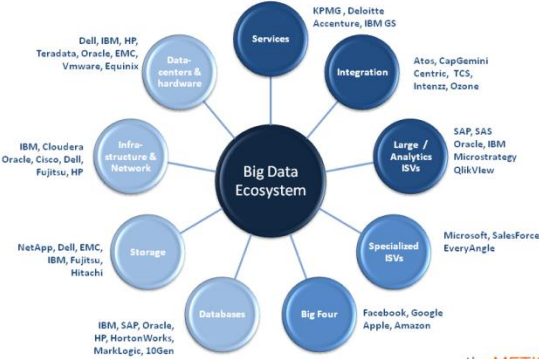 KPMG , Deloitte
Accenture, IBM GS
Services
Dell, IBM, HP,
Teradata, Oracle, EMC,
Vmware, Equinix
Data-
centers &
hardware
Integration
Atos, CapGemini
Centric, TCS,
Intenzz, Ozone
IBM, Cloudera
Oracle, Cisco, Dell,
Fujitsu, HP
Infra-
structure &
Network
Big Data
Ecosystem
Large /
Analytics
ISVs
SAP, SAS
Oracle, IBM
Microstrategy
QlikVIew
NetApp, Dell, EMC,
IBM, Fujitsu,
Hitachi
Storage
Specialized
ISVs
Microsoft, SalesForce
EveryAngle
IBM, SAP, Oracle,
HP, HortonWorks,
MarkLogic, 10Gen
Databases
Big Four
Facebook, Google
Apple, Amazon